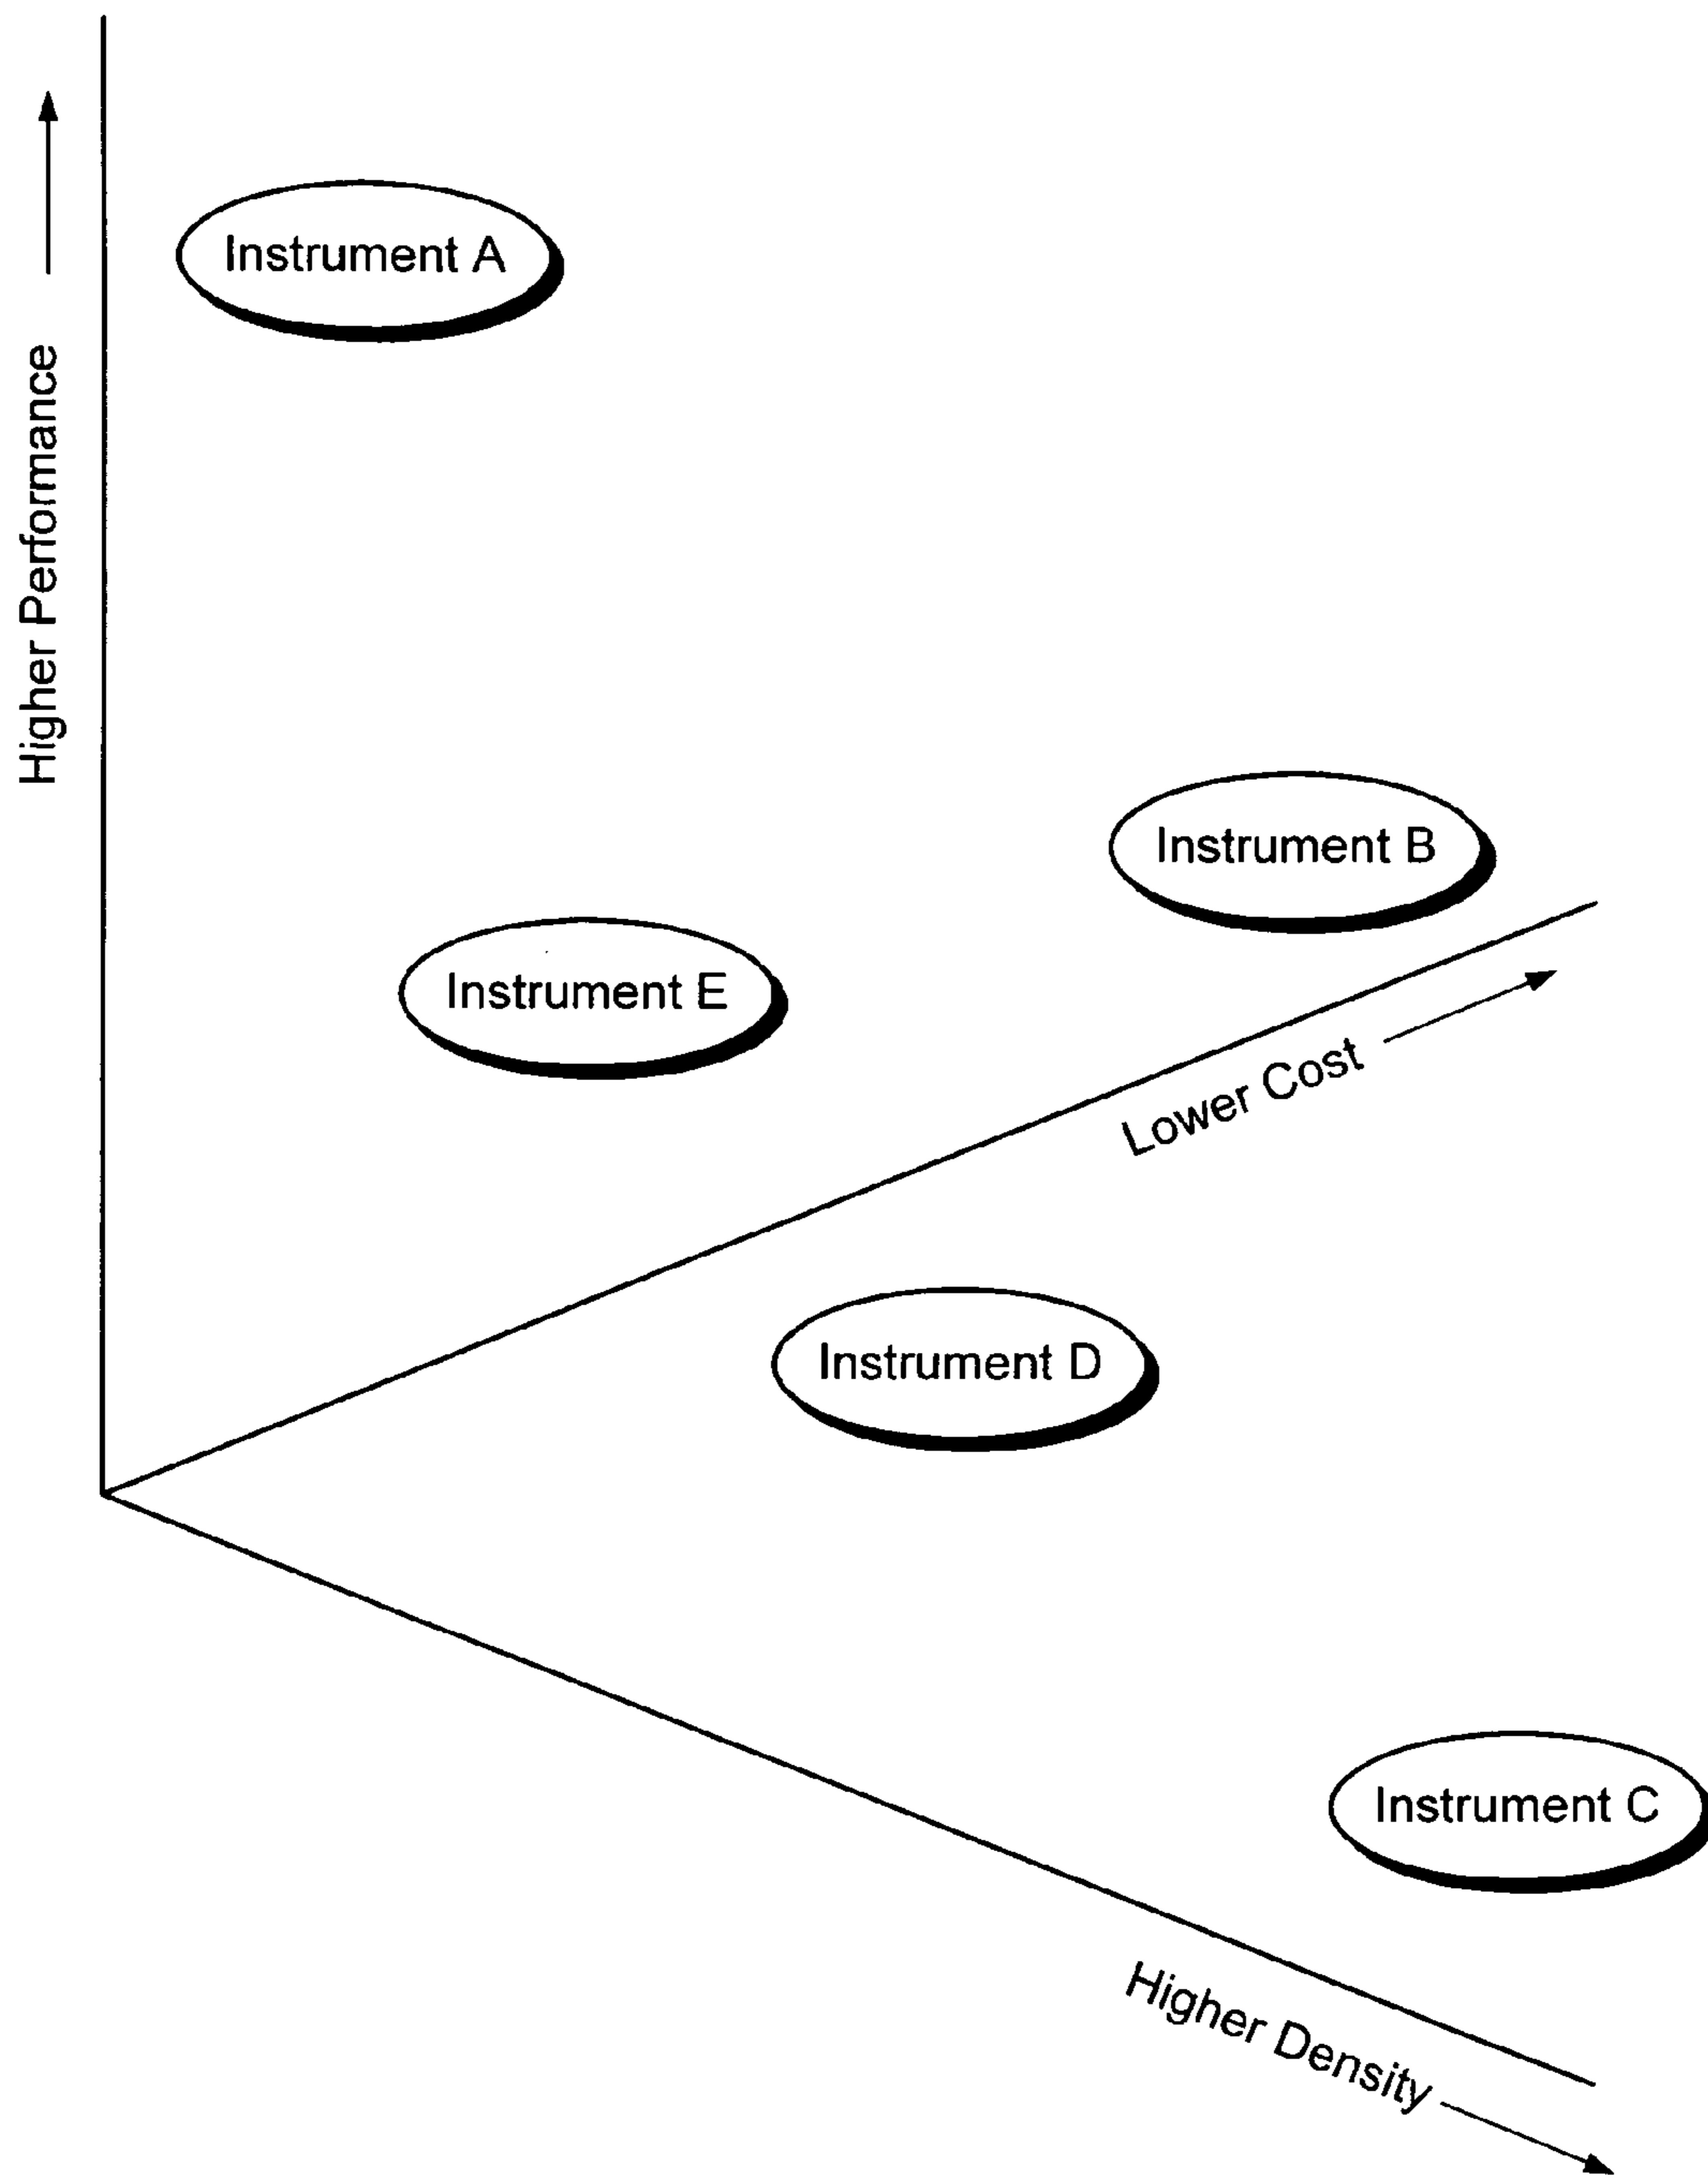 Higher Performance
Instrument A
Instrument B
Instrument E
Lower Cost
Instrument D
Instrument C
Higher Density